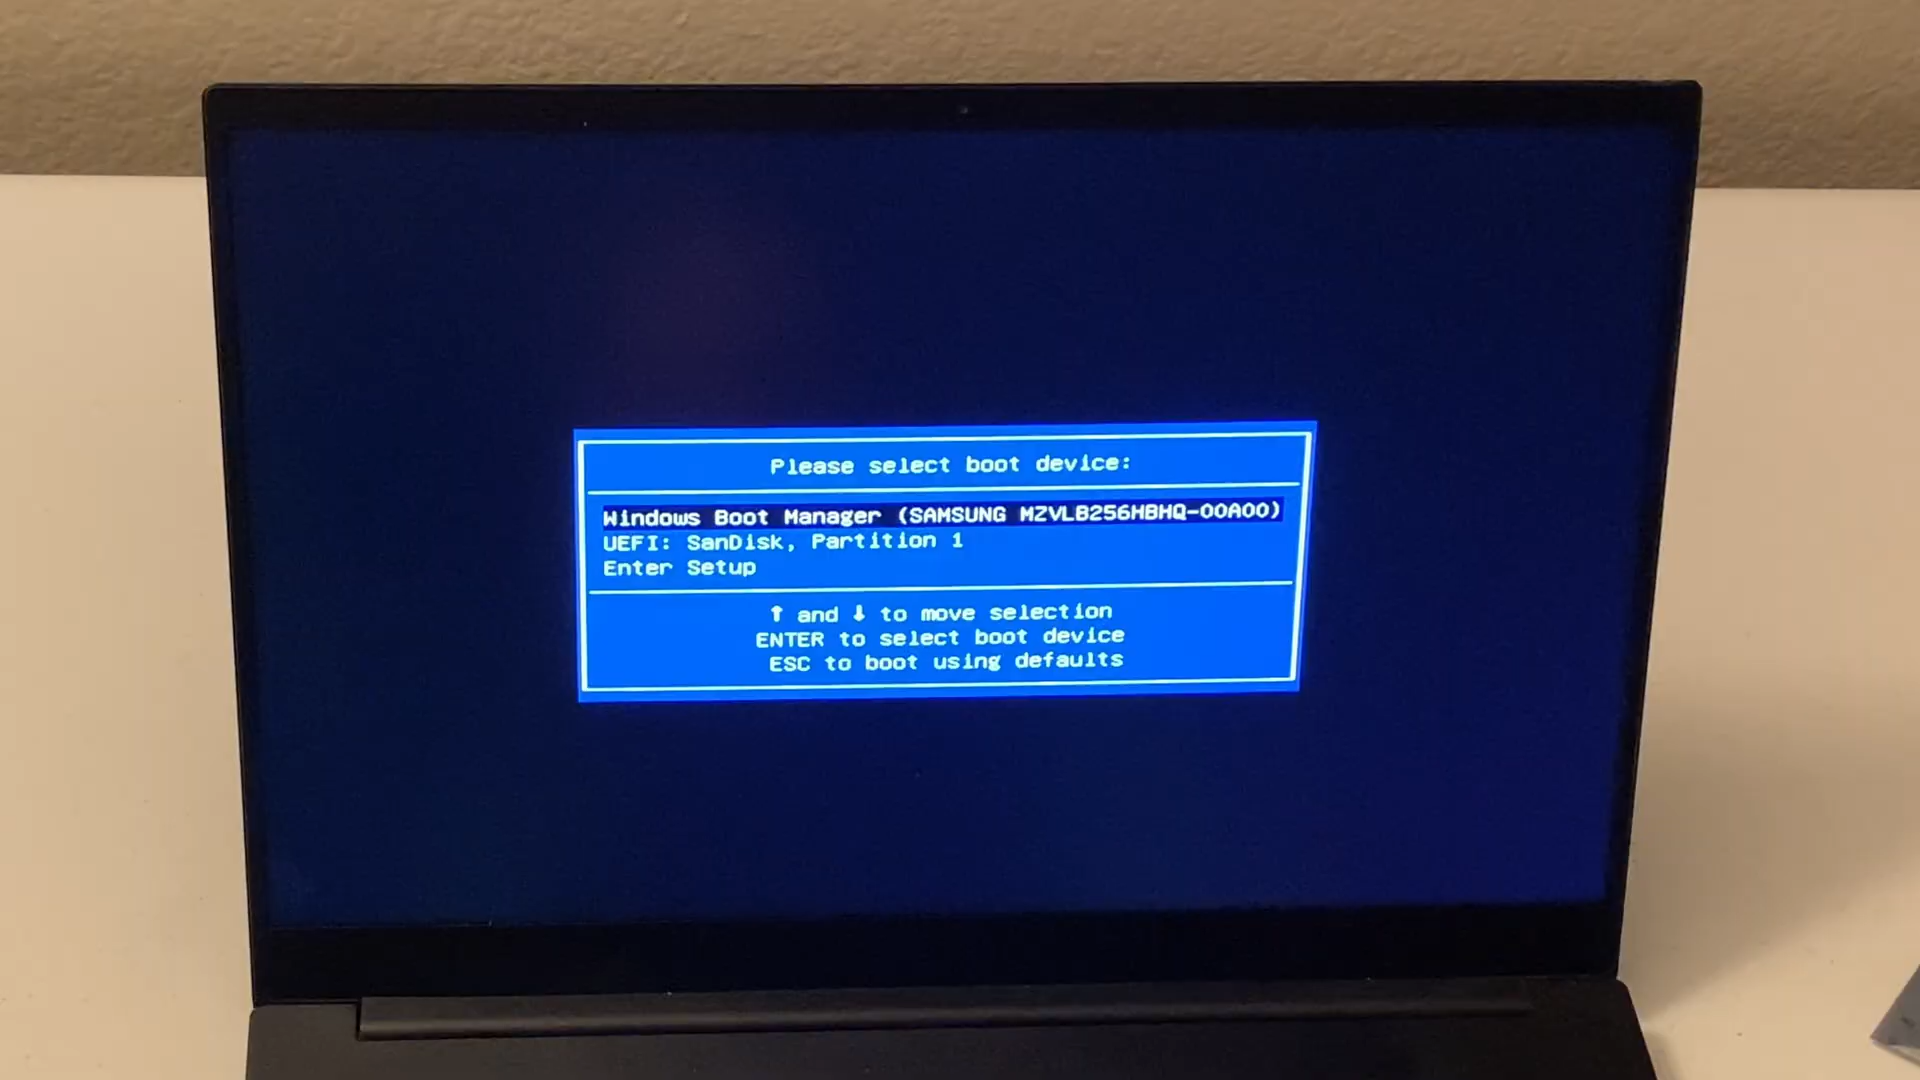 Please select boot device:
Windows Boot Manager (SAMSUNG MZVLB256HBHQ-00A00)
UEFI: SanDisk, Partition 1
Enter Setup
↑ and ↓ to move selection
ENTER to select boot device
ESC to boot using defaults